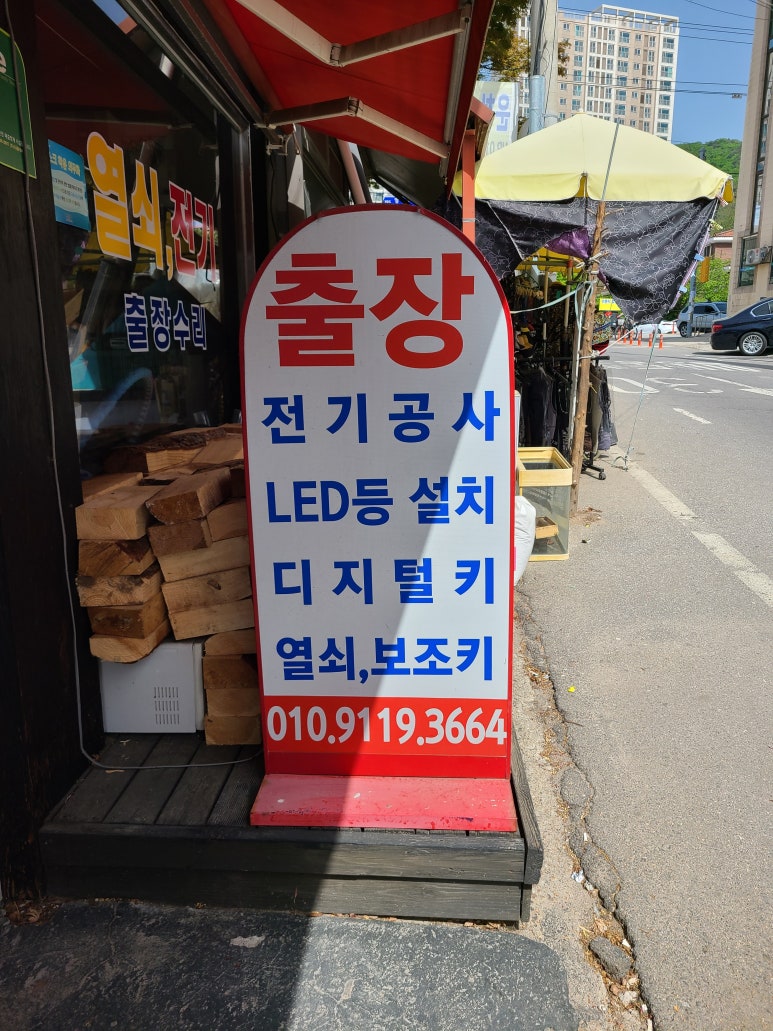 열쇠,전기
출장수리
출장
전기공사
LED등 설치
디지털키
열쇠,보조키
010.9119.3664